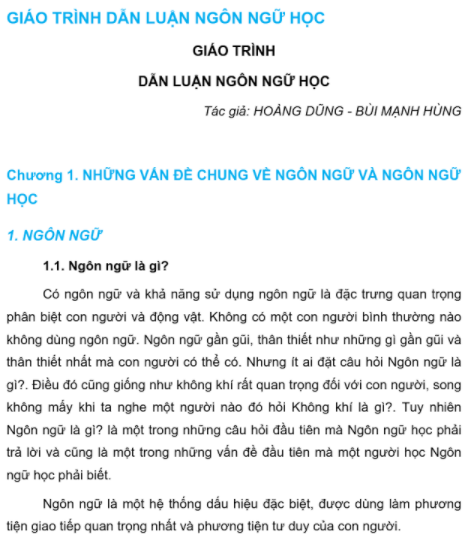 GIÁO TRÌNH DẪN LUẬN NGÔN NGỮ HỌC
GIÁO TRÌNH
DẪN LUẬN NGÔN NGỮ HỌC
Tác giả: HOÀNG DŨNG - BÙI MẠNH HÙNG
Chương 1. NHỮNG VẤN ĐỀ CHUNG VỀ NGÔN NGỮ VÀ NGÔN NGỮ
HỌC
1. NGÔN NGỮ
1.1. Ngôn ngữ là gì?
Có ngôn ngữ và khả năng sử dụng ngôn ngữ là đặc trưng quan trọng
phân biệt con người và động vật. Không có một con người bình thường nào
không dùng ngôn ngữ. Ngôn ngữ gần gũi, thân thiết như những gì gần gũi và
thân thiết nhất mà con người có thể có. Nhưng ít ai đặt câu hỏi Ngôn ngữ là
gì?. Điều đó cũng giống như không khí rất quan trọng đối với con người, song
không mấy khi ta nghe một người nào đó hỏi Không khí là gì?. Tuy nhiên
Ngôn ngữ là gì? là một trong những câu hỏi đầu tiên mà Ngôn ngữ học phải
trả lời và cũng là một trong những vấn đề đầu tiên mà một người học Ngôn
ngữ học phải biết.
Ngôn ngữ là một hệ thống dấu hiệu đặc biệt, được dùng làm phương
tiện giao tiếp quan trọng nhất và phương tiện tư duy của con người.